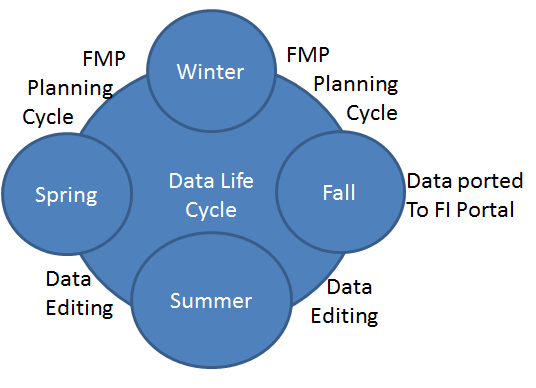 FMP
Planning
Cycle
Winter
FMP
Planning
Cycle
Spring
Data Life
Cycle
Fall
Data ported
To FI Portal
Data
Editing
Summer
Data
Editing